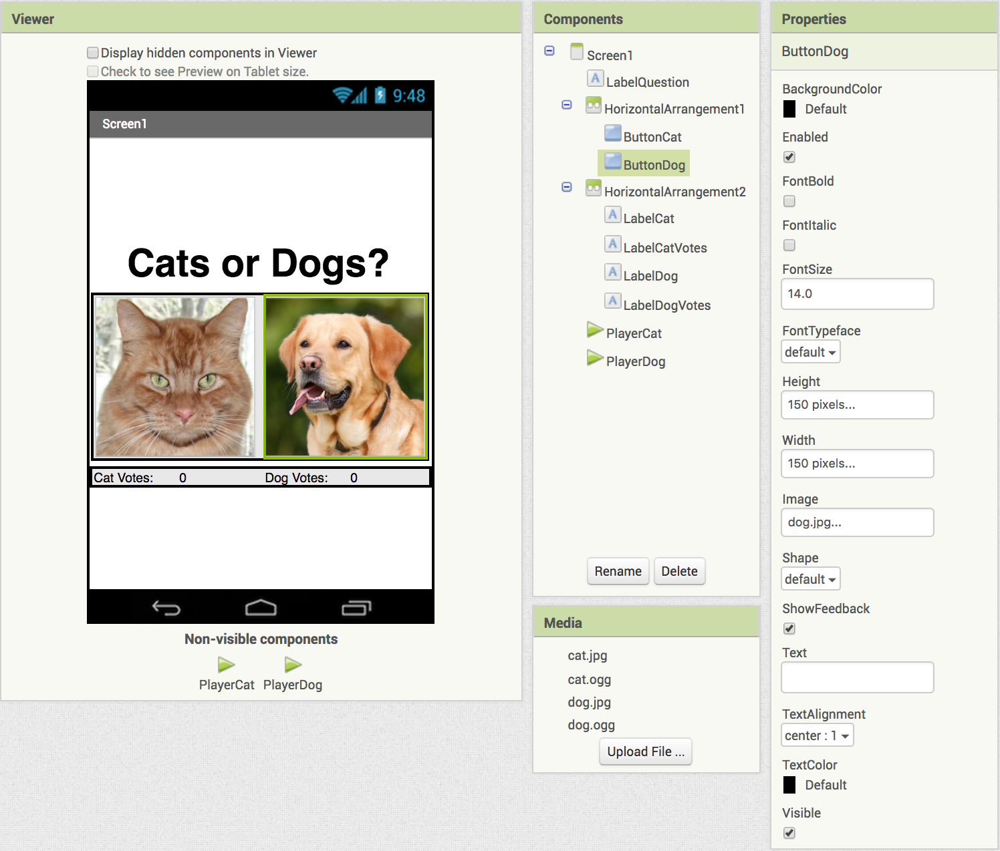 Viewer
Display hidden components in Viewer
Check to see Preview on Tablet size.
9:48
Screen1
Cats or Dogs?
Cat Votes: 0 Dog Votes: 0
Non-visible components
PlayerCat PlayerDog
Components
Screen1
A LabelQuestion
HorizontalArrangement1
ButtonCat
ButtonDog
HorizontalArrangement2
A LabelCat
A LabelCatVotes
A LabelDog
A LabelDogVotes
PlayerCat
PlayerDog
Rename Delete
Media
cat.jpg
cat.ogg
dog.jpg
dog.ogg
Upload File ...
Properties
ButtonDog
BackgroundColor
Default
Enabled
FontBold
FontItalic
FontSize
14.0
FontTypeface
default
Height
150 pixels...
Width
150 pixels...
Image
dog.jpg...
Shape
default
ShowFeedback
Text
TextAlignment
center : 1
TextColor
Default
Visible